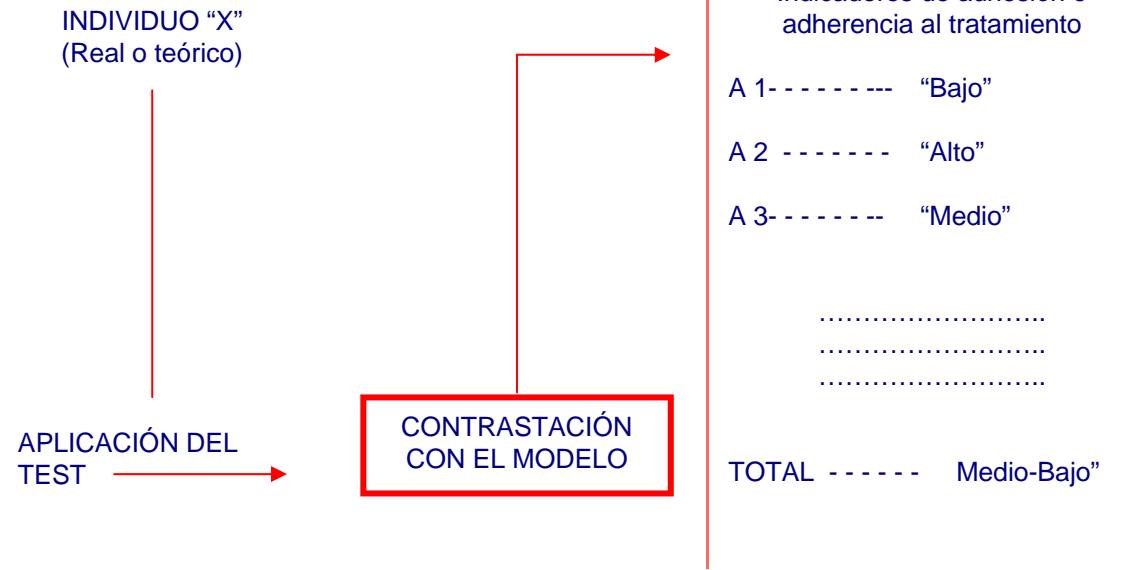 INDIVIDUO “X”
(Real o teórico)
adherencia al tratamiento
A 1- - - - - - --- “Bajo”
A 2 - - - - - - - “Alto”
A 3- - - - - - -- “Medio”
……………………..
……………………..
……………………..
APLICACIÓN DEL
TEST
CONTRASTACIÓN
CON EL MODELO
TOTAL - - - - - - Medio-Bajo”